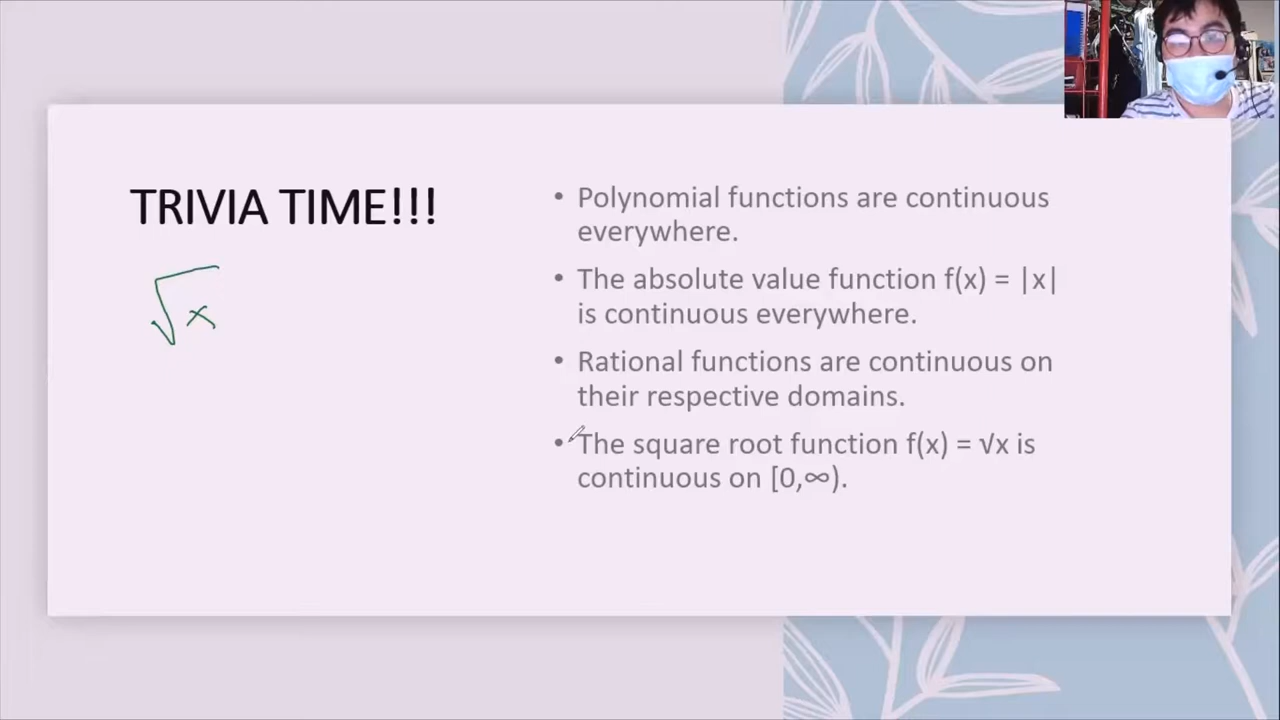 TRIVIA TIME!!!
√x
• Polynomial functions are continuous
everywhere.
• The absolute value function f(x) = |x|
is continuous everywhere.
• Rational functions are continuous on
their respective domains.
• The square root function f(x) = √x is
continuous on [0,∞).